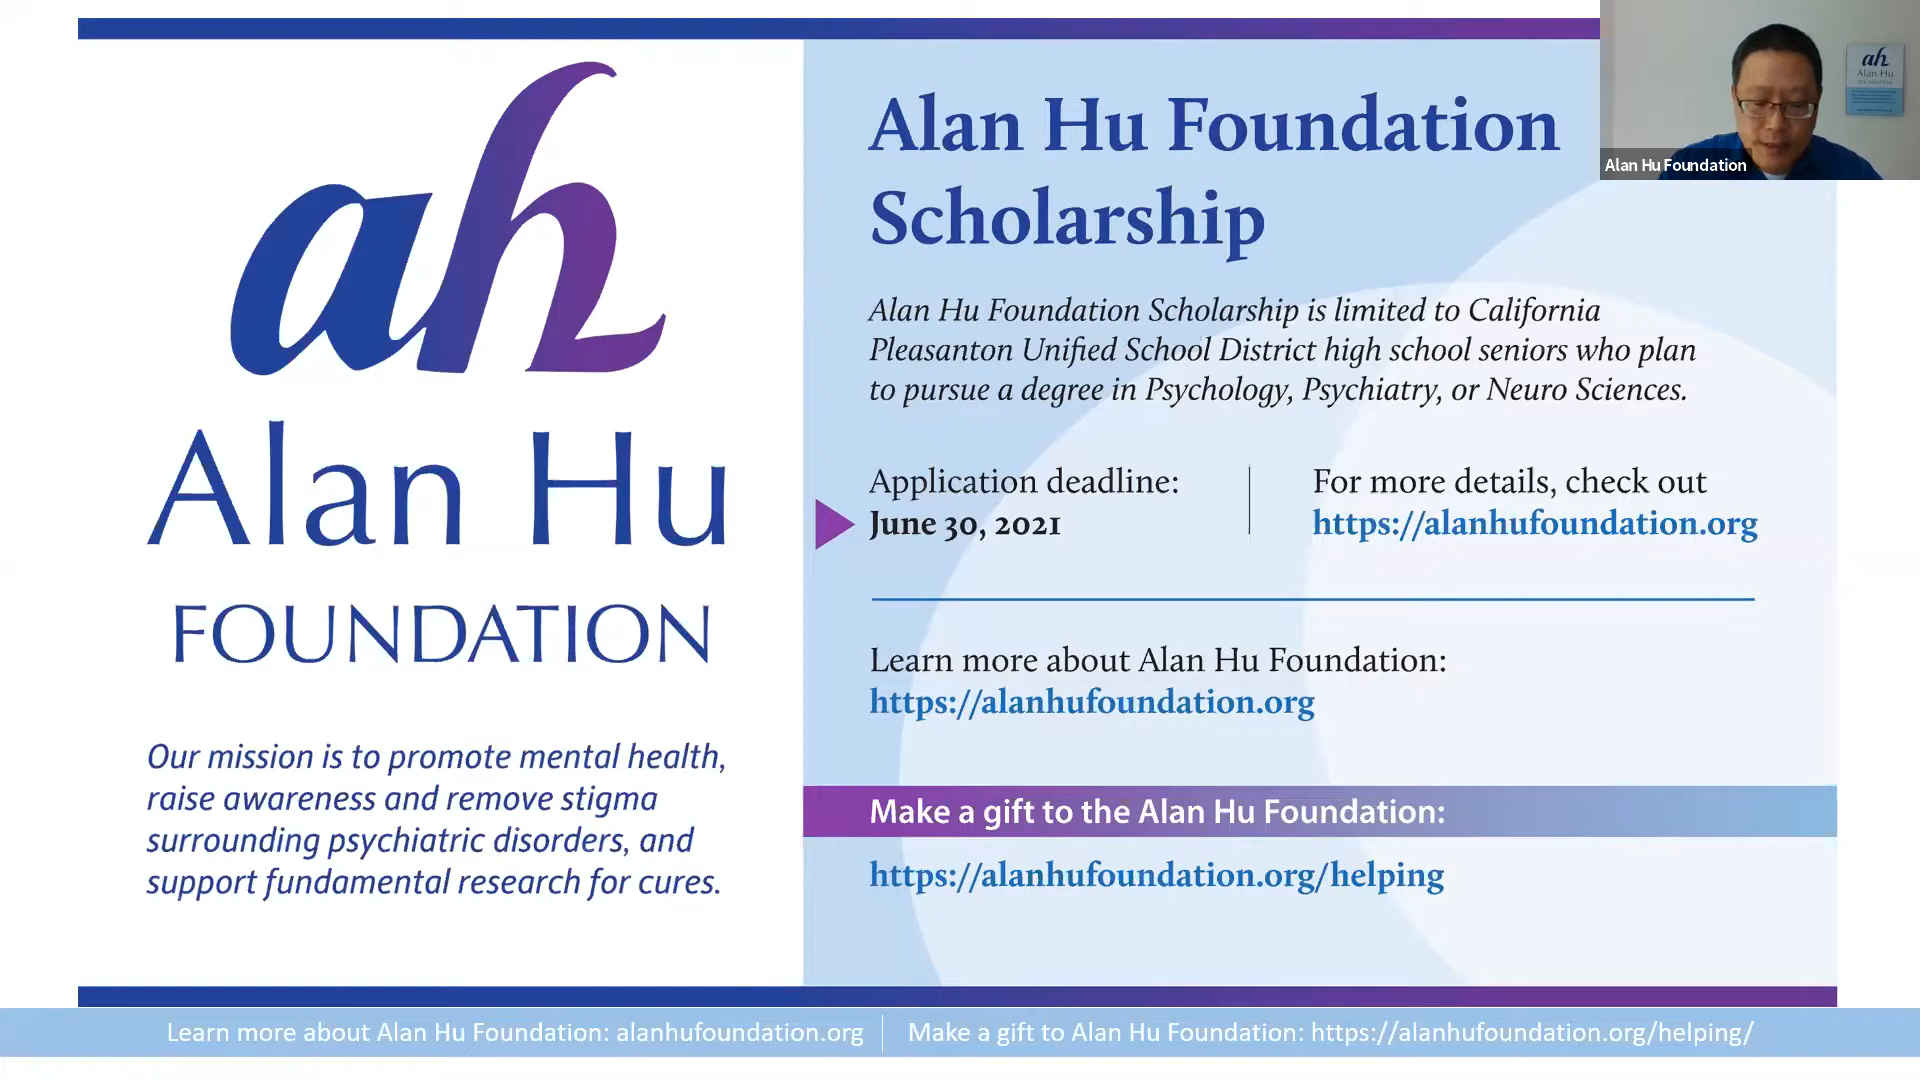 ah
Alan Hu
FOUNDATION
Our mission is to promote mental health,
raise awareness and remove stigma
surrounding psychiatric disorders, and
support fundamental research for cures.
Alan Hu Foundation
Scholarship
Alan Hu Foundation Scholarship is limited to California
Pleasanton Unified School District high school seniors who plan
to pursue a degree in Psychology, Psychiatry, or Neuro Sciences.
Application deadline:
June 30, 2021
For more details, check out
https://alanhufoundation.org
Learn more about Alan Hu Foundation:
https://alanhufoundation.org
Make a gift to the Alan Hu Foundation:
https://alanhufoundation.org/helping
ah
Alan Hu
Alan Hu Foundation
Learn more about Alan Hu Foundation: alanhufoundation.org
Make a gift to Alan Hu Foundation: https://alanhufoundation.org/helping/